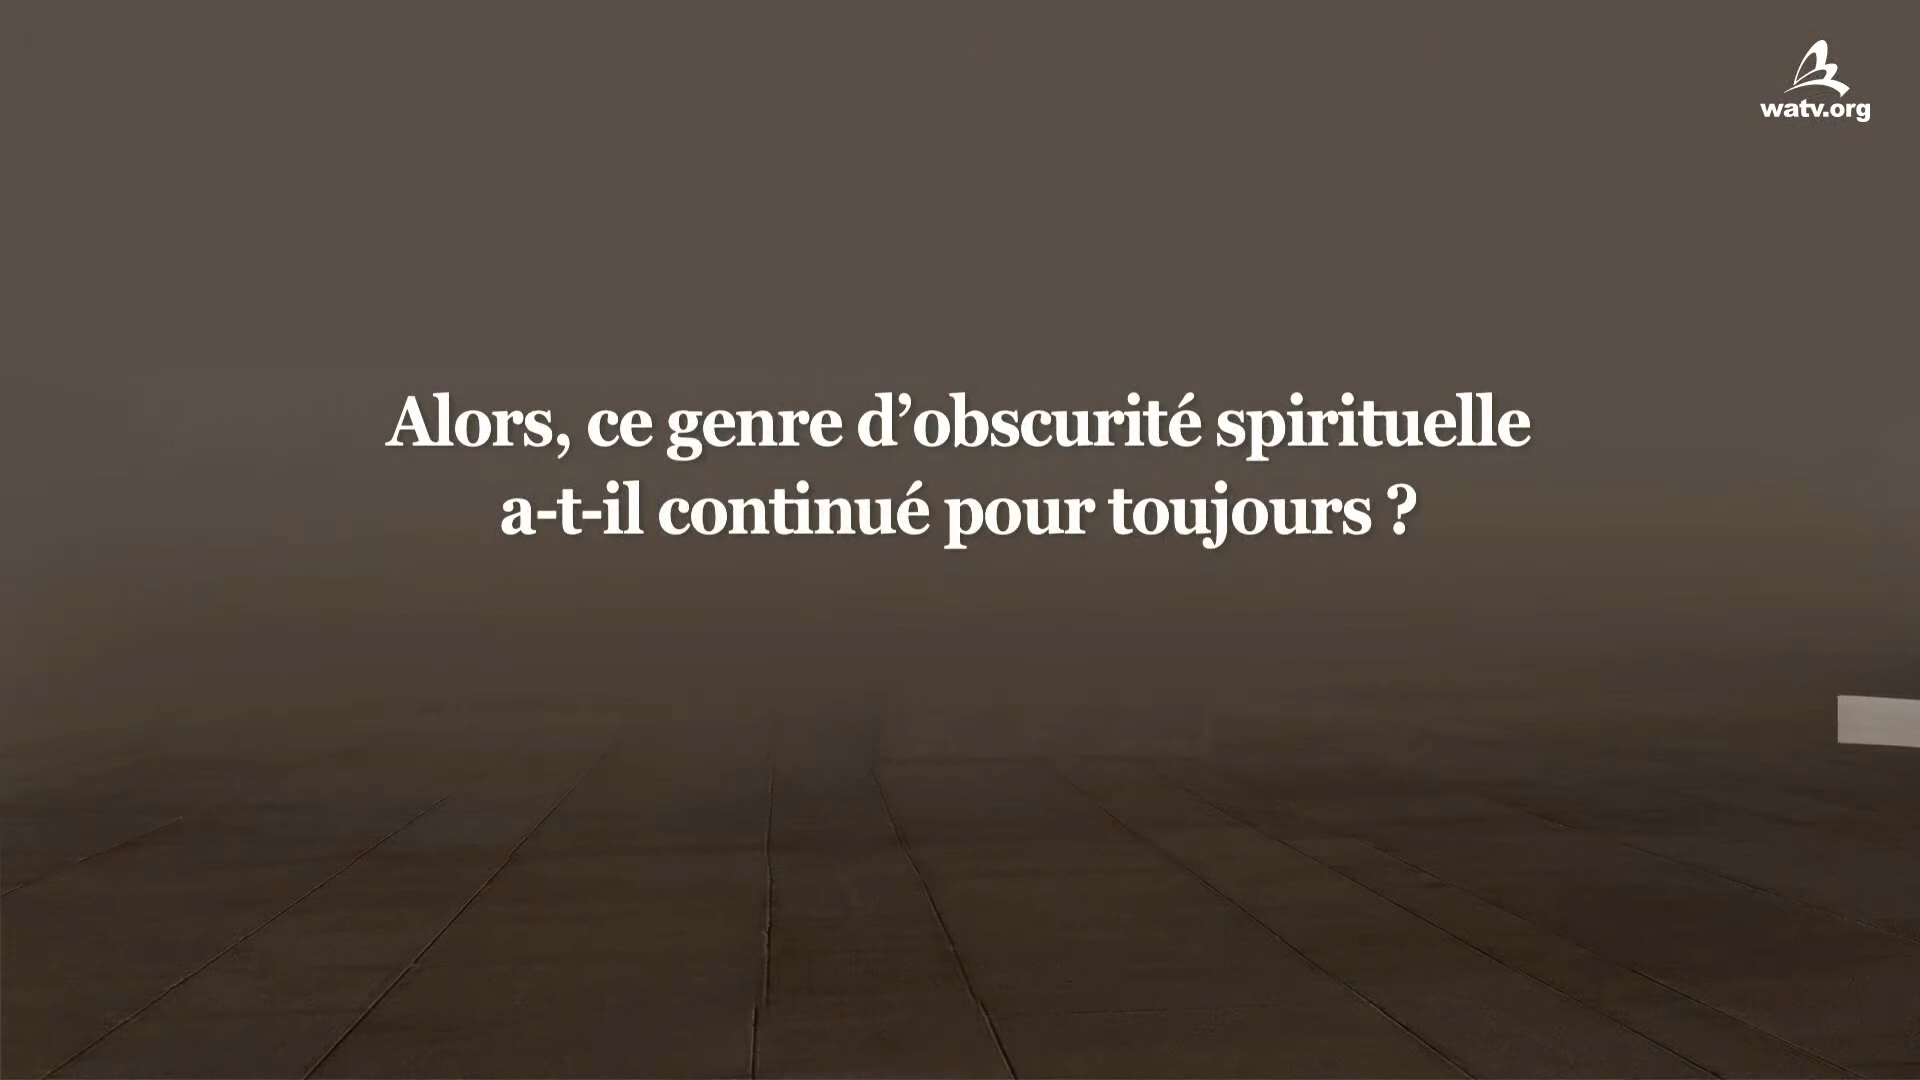 watv.org
Alors, ce genre d’obscurité spirituelle
a-t-il continué pour toujours ?